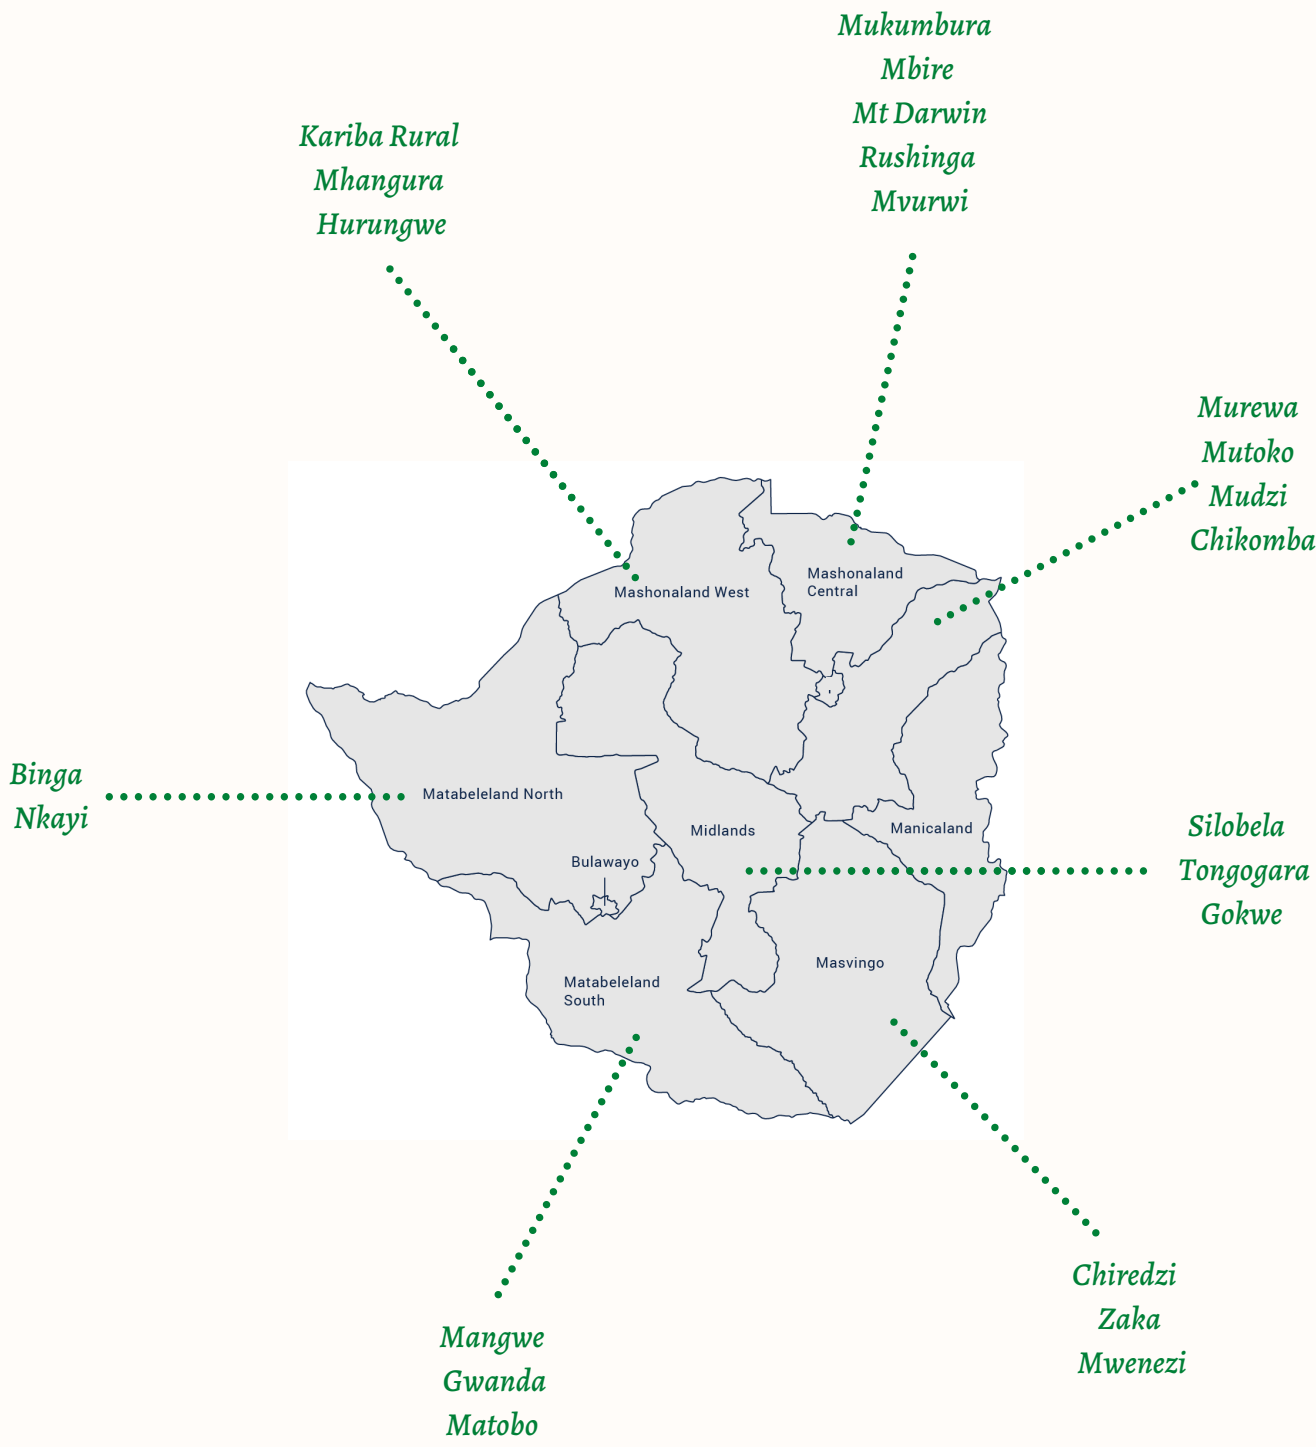 Mukumbura
Mbire
Mt Darwin
Rushinga
Mvurwi
Kariba Rural
Mhangura
Hurungwe
Murewa
Mutoko
Mudzi
Chikomba
Mashonaland
Central
Mashonaland West
Binga
Nkayi
Matabeleland North
Midlands
Manicaland
Bulawayo
Silobela
Tongogara
Gokwe
Masvingo
Matabeleland
South
Chiredzi
Zaka
Mwenezi
Mangwe
Gwanda
Matobo